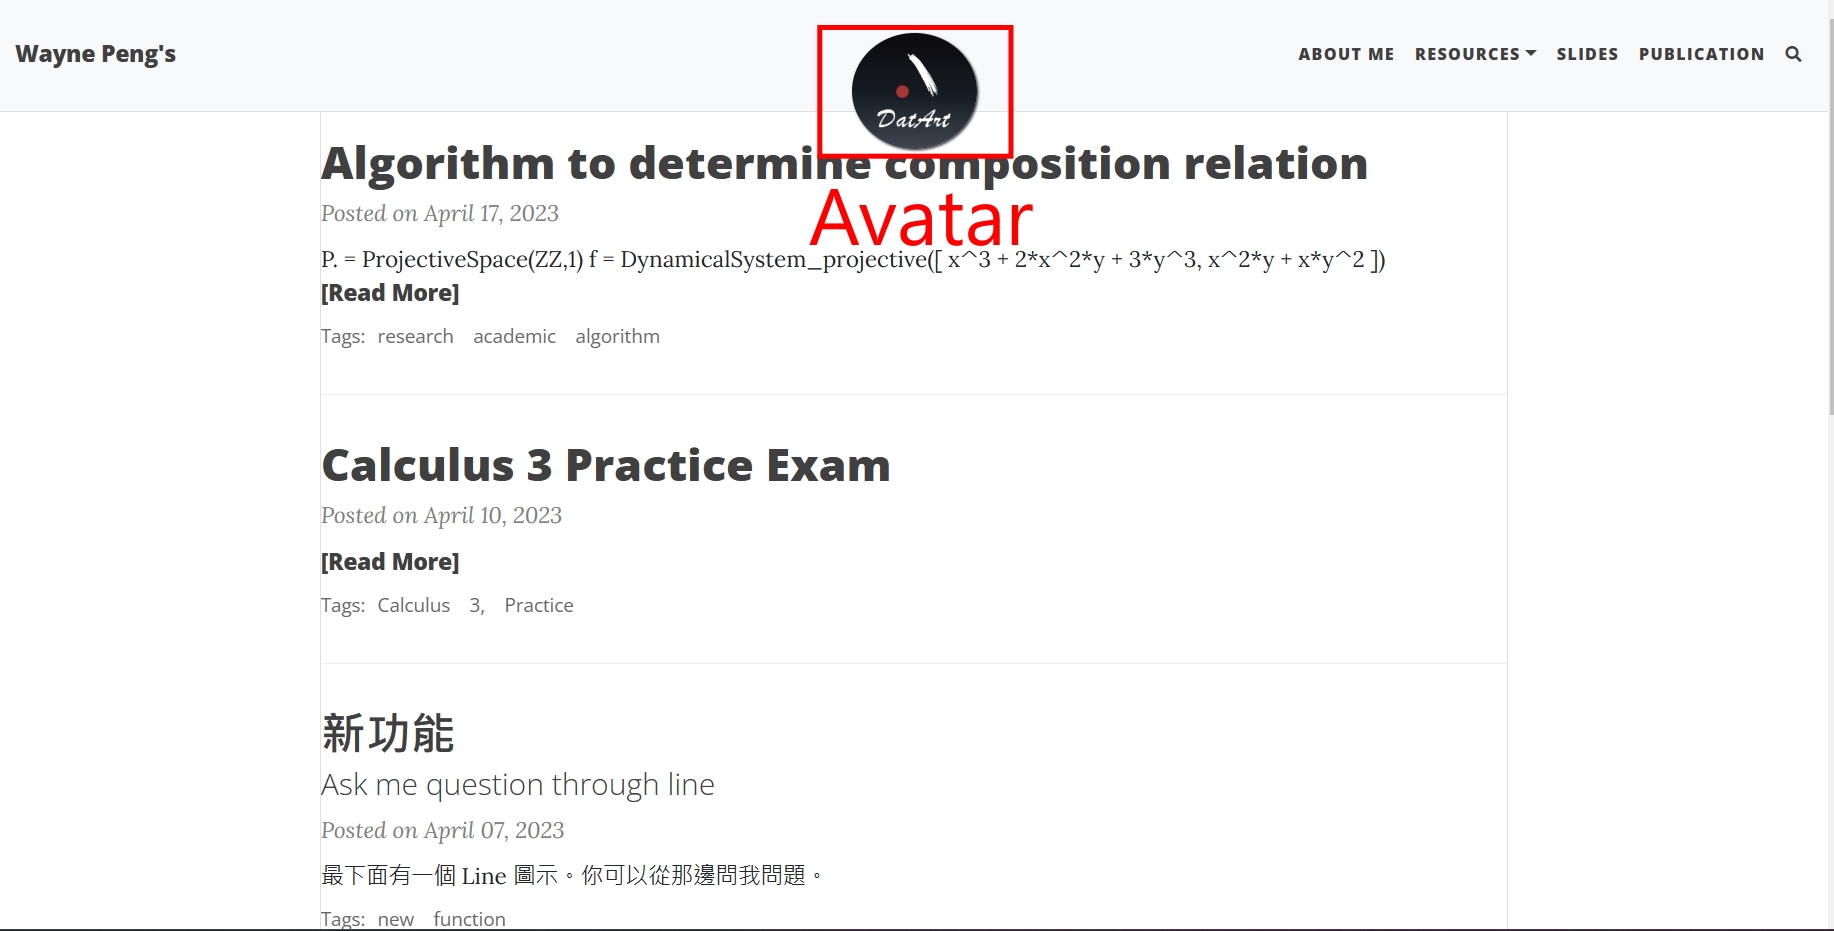 Wayne Peng's
ABOUT ME RESOURCES SLIDES PUBLICATION
DatArt
Algorithm to determine composition relation
Avatar
Posted on April 17, 2023
P. = ProjectiveSpace(ZZ,1) f = DynamicalSystem_projective([ x^3 + 2*x^2*y + 3*y^3, x^2*y + x*y^2 ])
[Read More]
Tags: research academic algorithm
Calculus 3 Practice Exam
Posted on April 10, 2023
[Read More]
Tags: Calculus 3, Practice
新功能
Ask me question through line
Posted on April 07, 2023
最下面有一個 Line 圖示。你可以從那邊問我問題。
Tags: new function